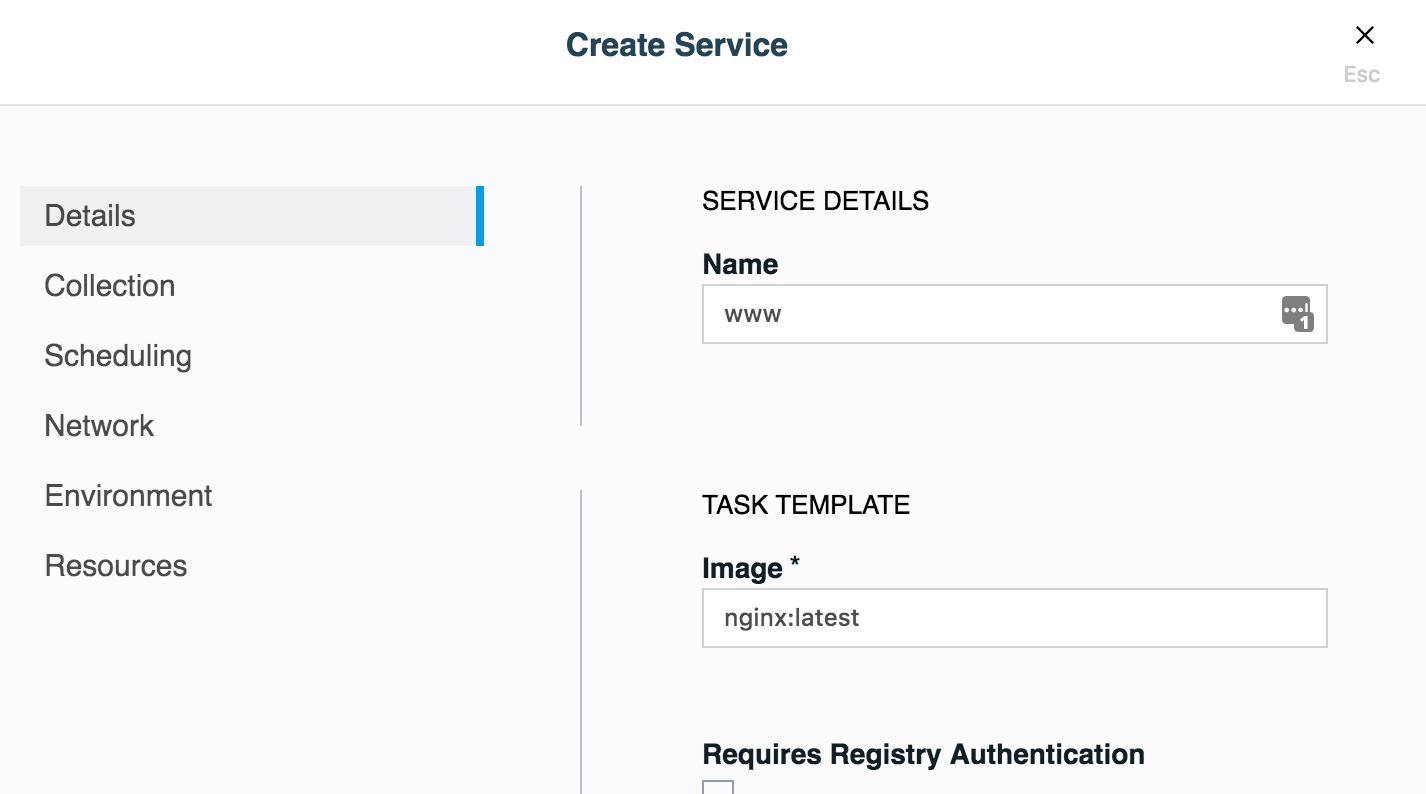 Create Service
Esc
Details
Collection
Scheduling
Network
Environment
Resources
SERVICE DETAILS
Name
www
1
TASK TEMPLATE
Image *
nginx:latest
Requires Registry Authentication